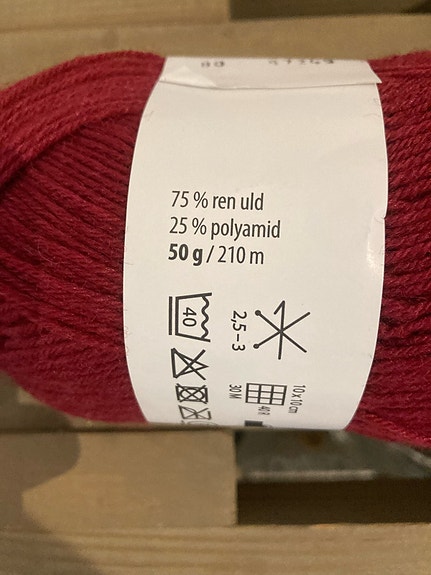 75 % ren uld
25 % polyamid
50 g / 210 m
40
2,5–3
10 x 10 cm
40 R
30 M